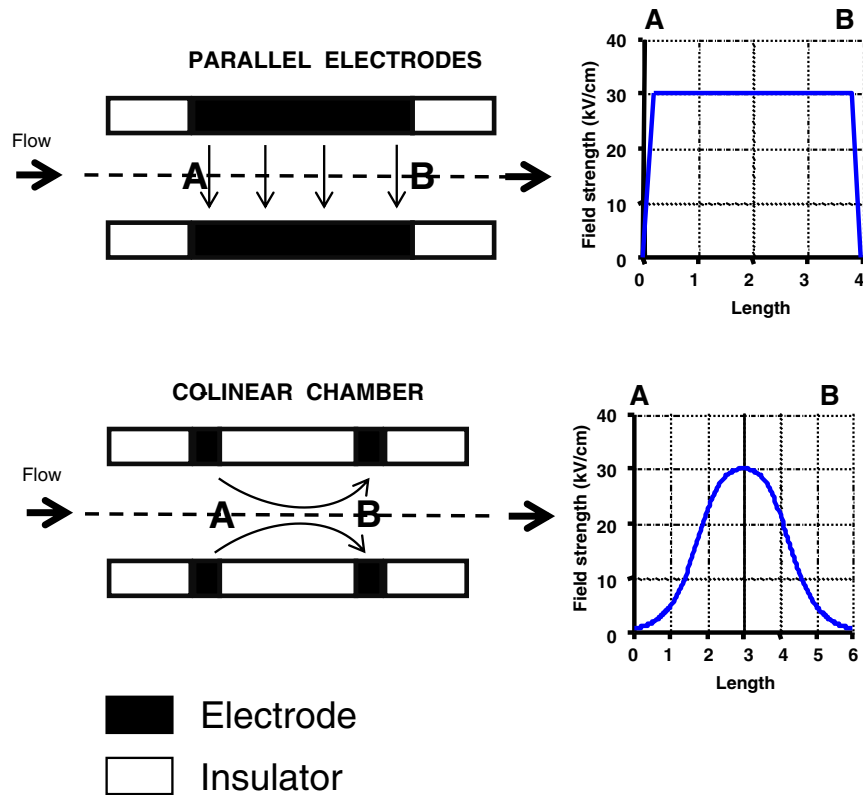 A B
PARALLEL ELECTRODES
Flow
A B
Field strength (kV/cm)
40
30
20
10
0
0 1 2 3 4
Length
COLINEAR CHAMBER
Flow
A B
A B
Field strength (kV/cm)
40
30
20
10
0
0 1 2 3 4 5 6
Length
Electrode
Insulator